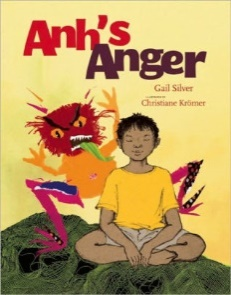 Anh's
Anger
Gail Silver
Christiane Krömer